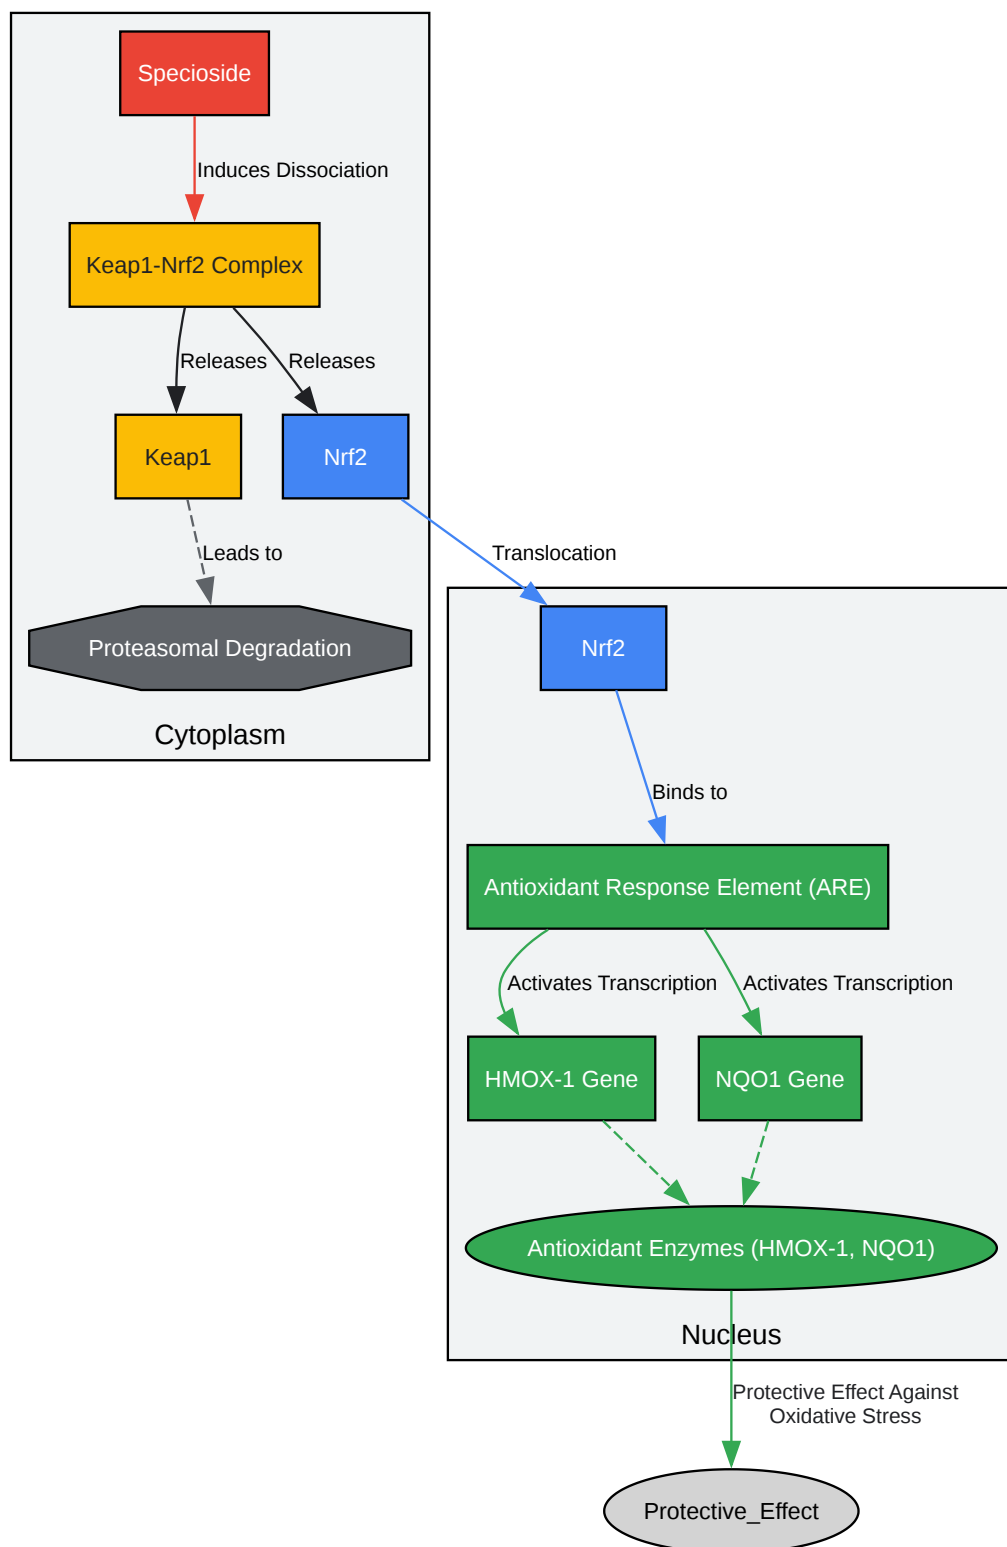 Specioside
Induces Dissociation
Keap1-Nrf2 Complex
Releases
Releases
Keap1
Nrf2
Leads to
Translocation
Proteasomal Degradation
Nrf2
Cytoplasm
Binds to
Antioxidant Response Element (ARE)
Activates Transcription
Activates Transcription
HMOX-1 Gene
NQO1 Gene
Antioxidant Enzymes (HMOX-1, NQO1)
Nucleus
Protective Effect Against
Oxidative Stress
Protective_Effect